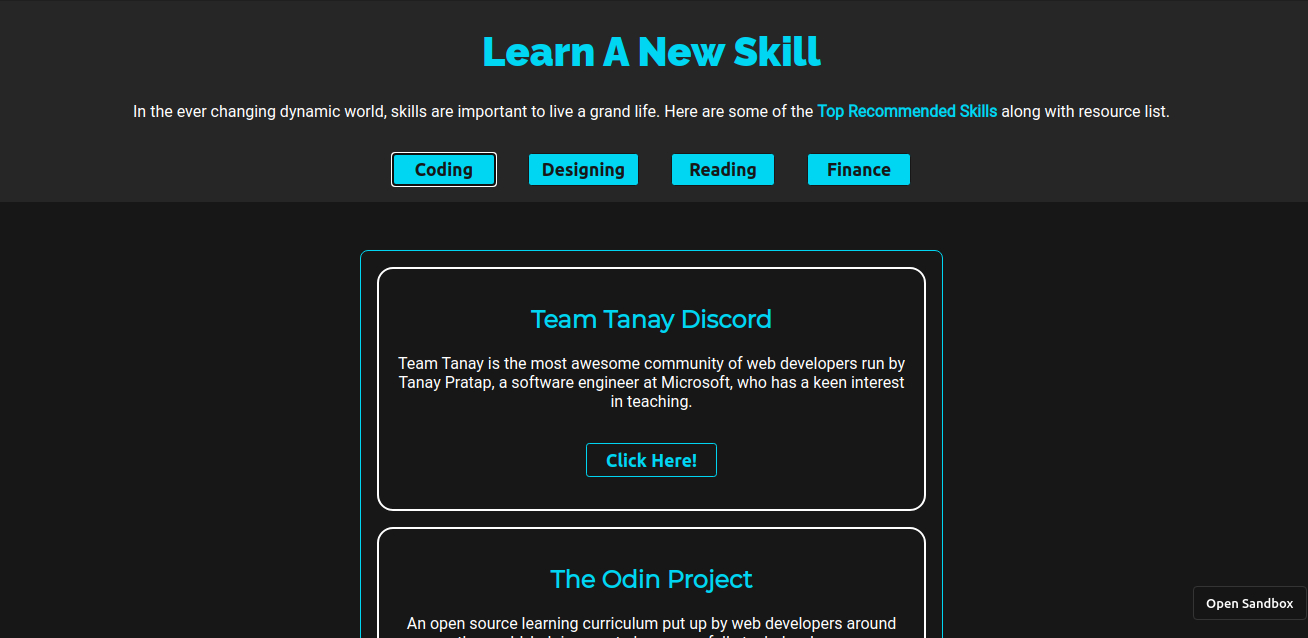 Learn A New Skill
In the ever changing dynamic world, skills are important to live a grand life. Here are some of the Top Recommended Skills along with resource list.
Coding Designing Reading Finance
Team Tanay Discord
Team Tanay is the most awesome community of web developers run by
Tanay Pratap, a software engineer at Microsoft, who has a keen interest
in teaching.
Click Here!
The Odin Project
Open Sandbox
An open source learning curriculum put up by web developers around